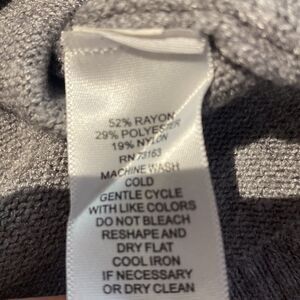 52% RAYON
29% POLYESTER
19% NYLON
RN 79163
MACHINE WASH
COLD
GENTLE CYCLE
WITH LIKE COLORS
DO NOT BLEACH
RESHAPE AND
DRY FLAT
COOL IRON
IF NECESSARY
OR DRY CLEAN